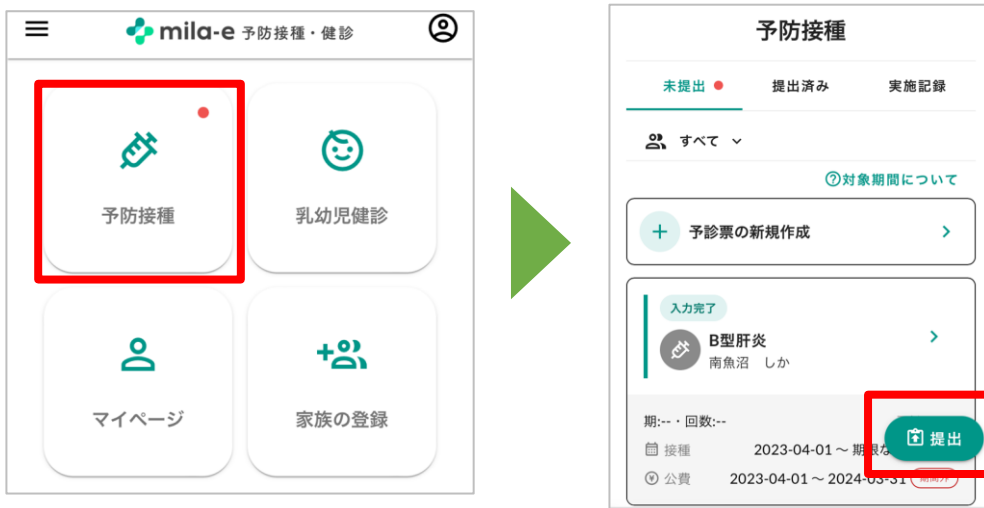 mila-e 予防接種・健診
予防接種
乳幼児健診
マイページ
家族の登録
予防接種
未提出 提出済み 実施記録
すべて
?対象期間について
+ 予診票の新規作成
入力完了
B型肝炎
南魚沼 しか
期:--・回数:--
接種 2023-04-01 ～ 期限な
提出
公費 2023-04-01 ～ 2024-03-31 期間外